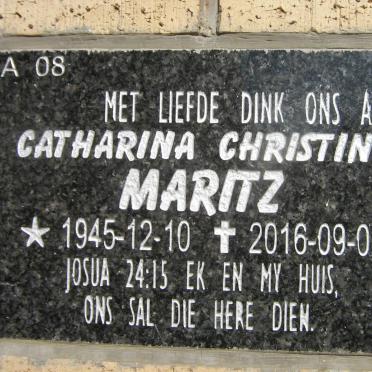 A 08
MET LIEFDE DINK ONS A
CATHARINA CHRISTIN
MARITZ
★ 1945-12-10 ✝ 2016-09-0
JOSUA 24:15 EK EN MY HUIS,
ONS SAL DIE HERE DIEN.